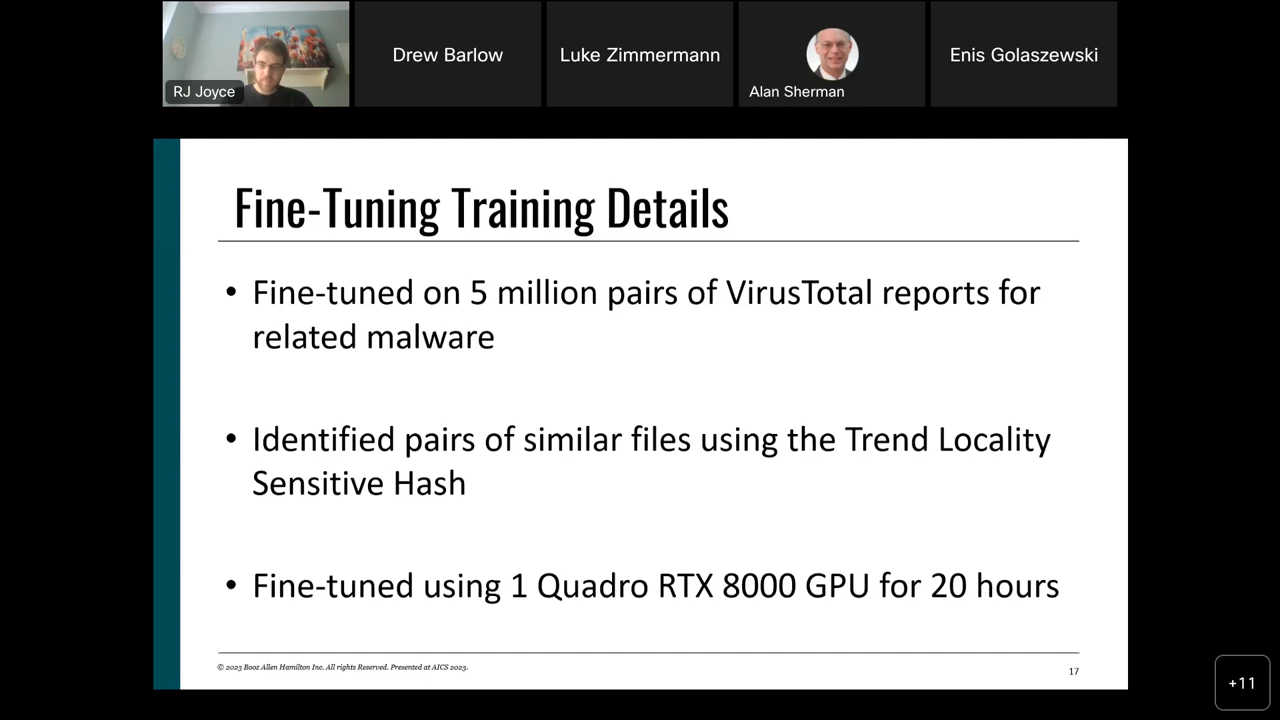 RJ Joyce
Drew Barlow
Luke Zimmermann
Alan Sherman
Enis Golaszewski
Fine-Tuning Training Details
• Fine-tuned on 5 million pairs of VirusTotal reports for
related malware
• Identified pairs of similar files using the Trend Locality
Sensitive Hash
• Fine-tuned using 1 Quadro RTX 8000 GPU for 20 hours
© 2023 Booz Allen Hamilton Inc. All rights Reserved. Presented at AICS 2023.
17
+11